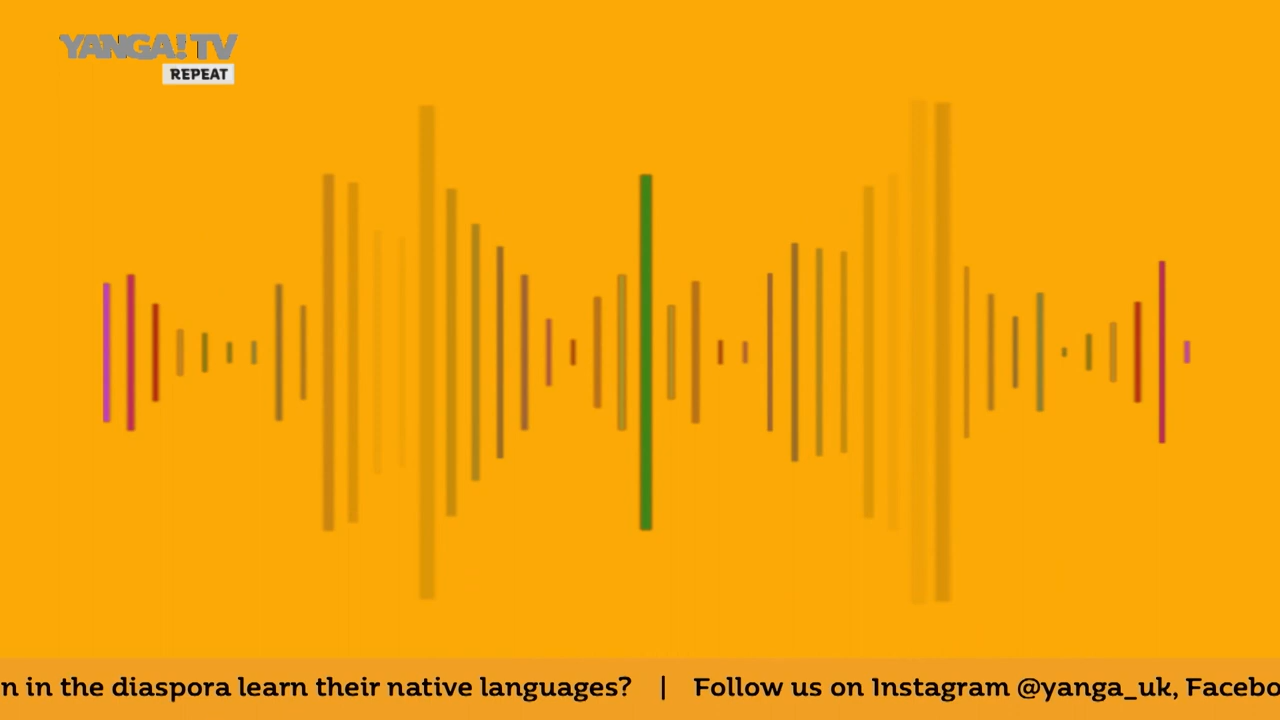 YANGA! TV
REPEAT
n in the diaspora learn their native languages? | Follow us on Instagram @yanga_uk, Facebo